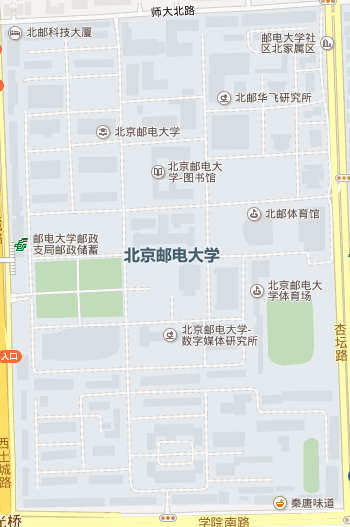 师大北路
北邮科技大厦
邮电大学社
区北家属区
北邮华飞研究所
北京邮电大学
北京邮电大
学-图书馆
北邮体育馆
邮电大学邮政
支局邮政储蓄
北京邮电大学
北京邮电大
学体育场
北京邮电大学-
数字媒体研究所
杏坛路
入口
西土城路
秦唐味道
学院南路